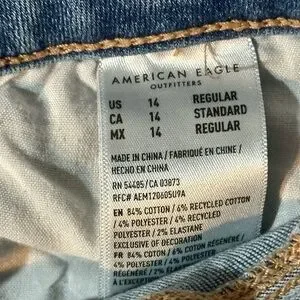 AMERICAN EAGLE
OUTFITTERS
US 14 REGULAR
CA 14 STANDARD
MX 14 REGULAR
MADE IN CHINA / FABRIQUÉ EN CHINE /
HECHO EN CHINA
RN 54485/CA 03873
RFC# AEM120605U9A
EN 84% COTTON / 6% RECYCLED COTTON
/ 4% POLYESTER / 4% RECYCLED
POLYESTER / 2% ELASTANE
EXCLUSIVE OF DECORATION
FR 84% COTON / 6% COTON RÉGÉNÉRÉ /
4% POLYESTER / 4% POLYESTER
RÉGÉNÉRÉ / 2%